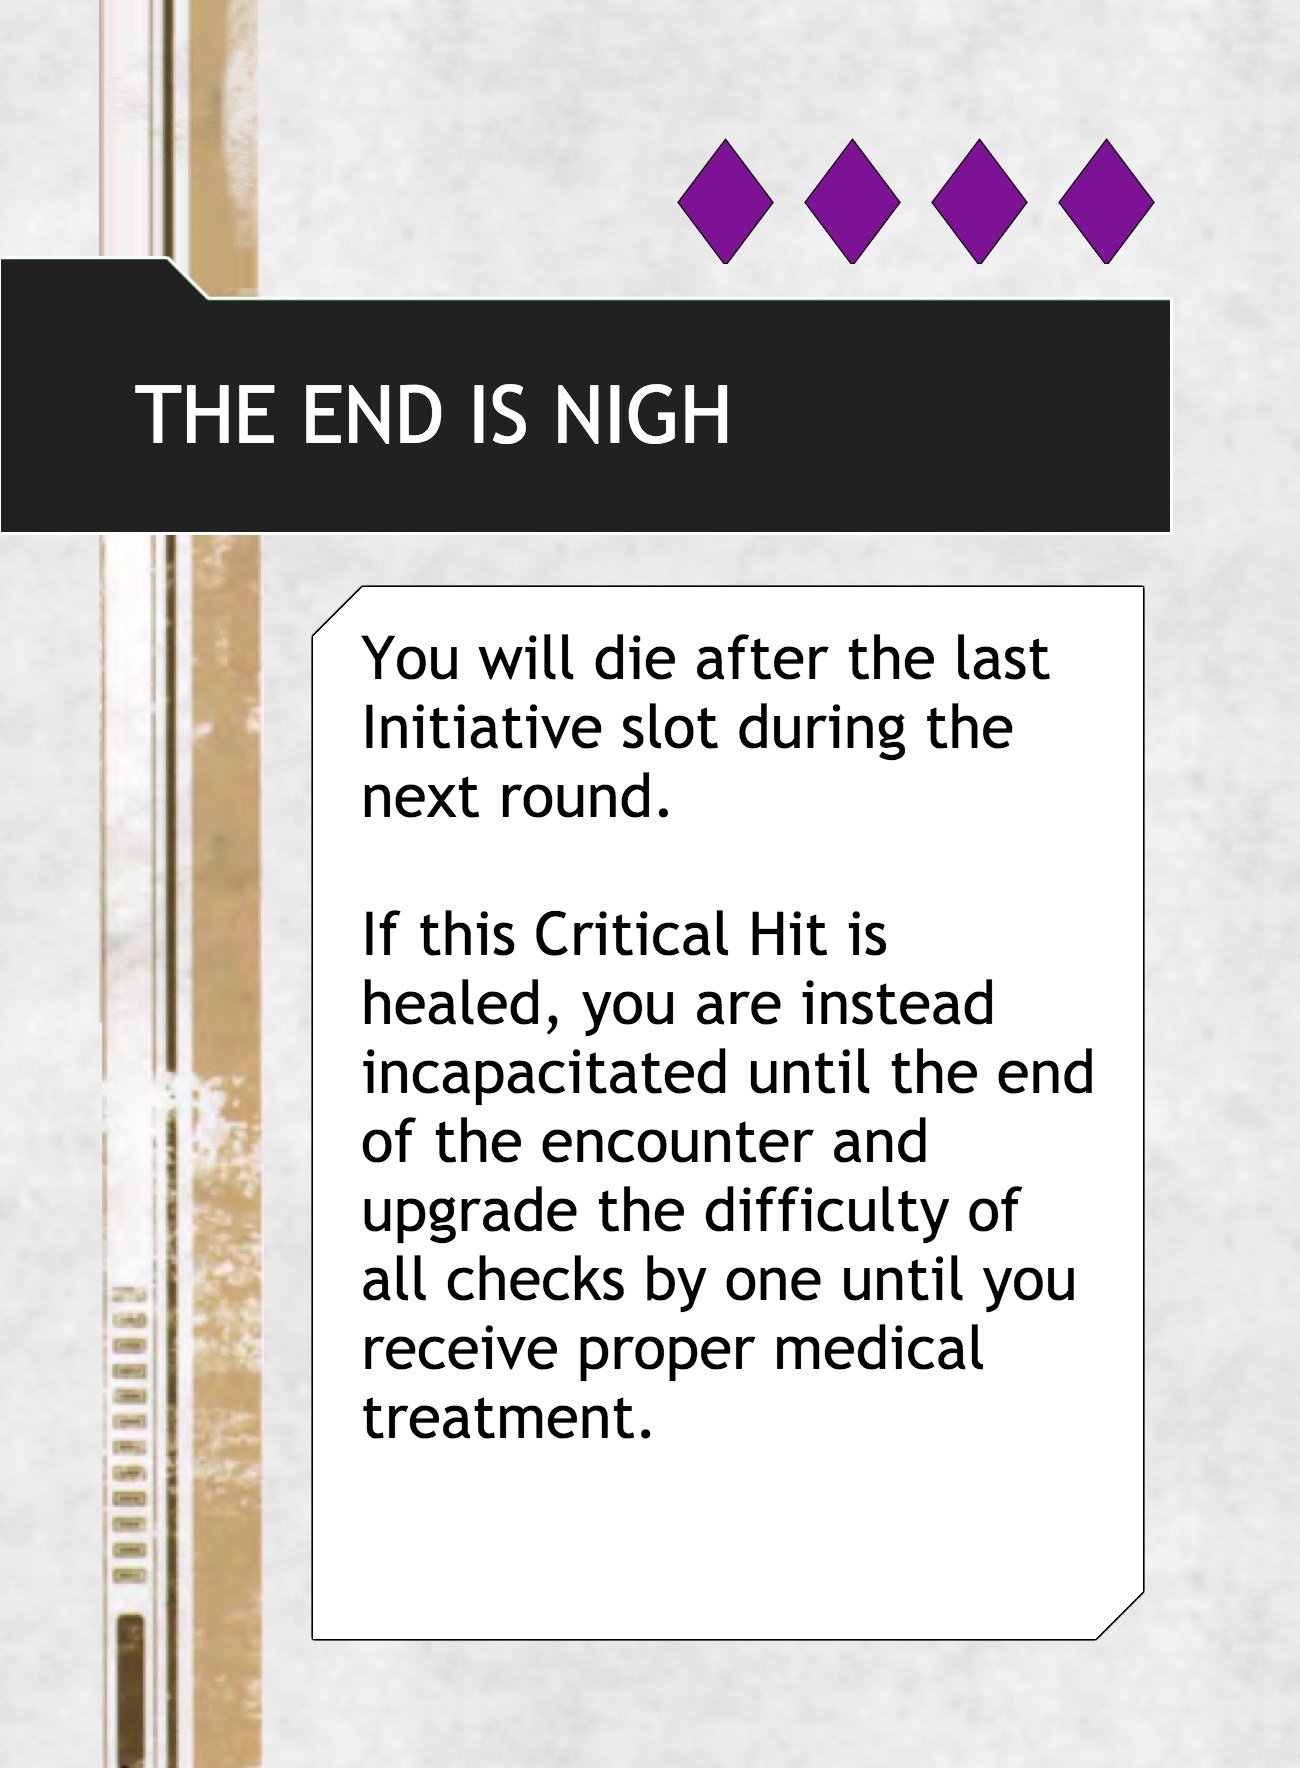 THE END IS NIGH
You will die after the last
Initiative slot during the
next round.
If this Critical Hit is
healed, you are instead
incapacitated until the end
of the encounter and
upgrade the difficulty of
all checks by one until you
receive proper medical
treatment.